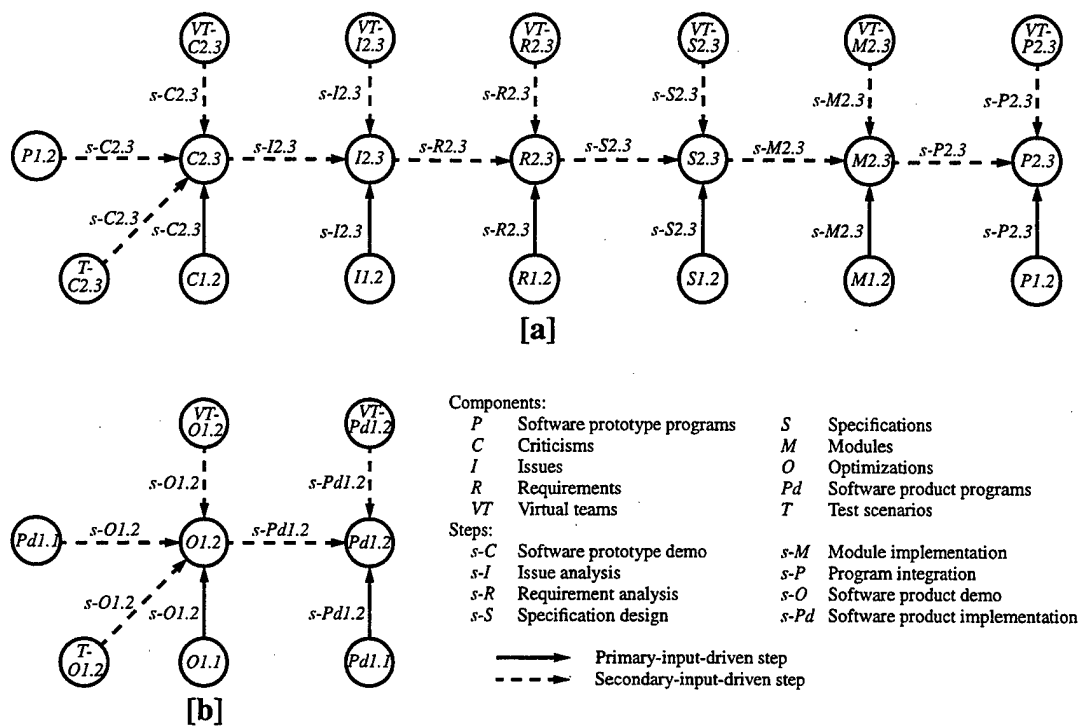 VT-
C2.3
VT-
I2.3
VT-
R2.3
VT-
S2.3
VT-
M2.3
VT-
P2.3
s-C2.3
s-I2.3
s-R2.3
s-S2.3
s-M2.3
s-P2.3
P1.2
s-C2.3
C2.3
s-I2.3
I2.3
s-R2.3
R2.3
s-S2.3
S2.3
s-M2.3
M2.3
s-P2.3
P2.3
s-C2.3
s-C2.3
s-I2.3
s-R2.3
s-S2.3
s-M2.3
s-P2.3
T-
C2.3
C1.2
I1.2
R1.2
S1.2
M1.2
P1.2
[a]
VT-
O1.2
VT-
Pd1.2
s-O1.2
s-Pd1.2
Pd1.1
s-O1.2
O1.2
s-Pd1.2
Pd1.2
s-O1.2
s-O1.2
s-Pd1.2
T-
O1.2
O1.1
Pd1.1
[b]
Components:
P Software prototype programs S Specifications
C Criticisms M Modules
I Issues O Optimizations
R Requirements Pd Software product programs
VT Virtual teams T Test scenarios
Steps:
s-C Software prototype demo s-M Module implementation
s-I Issue analysis s-P Program integration
s-R Requirement analysis s-O Software product demo
s-S Specification design s-Pd Software product implementation
Primary-input-driven step
Secondary-input-driven step